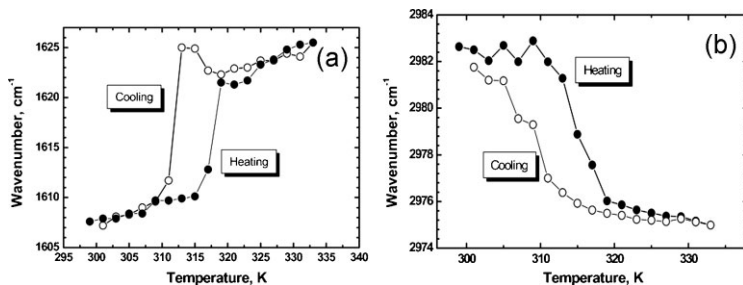 1625
1620
1615
1610
1605
Wavenumber, cm-1
(a)
Cooling
Heating
295 300 305 310 315 320 325 330 335 340
Temperature, K
2984
2982
2980
2978
2976
2974
Wavenumber, cm-1
(b)
Heating
Cooling
300 310 320 330
Temperature, K